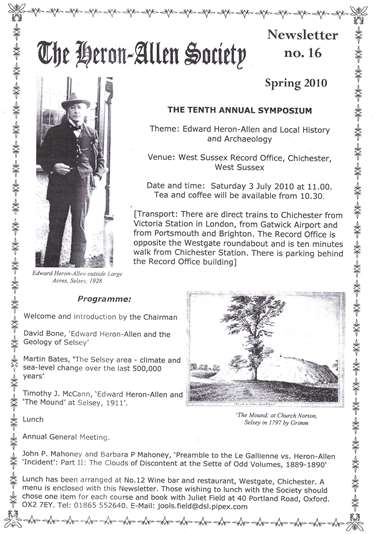 The Heron-Allen Society
Newsletter
no. 16
Spring 2010
THE TENTH ANNUAL SYMPOSIUM
Theme: Edward Heron-Allen and Local History
and Archaeology
Venue: West Sussex Record Office, Chichester,
West Sussex
Date and time: Saturday 3 July 2010 at 11.00.
Tea and coffee will be available from 10.30.
[Transport: There are direct trains to Chichester from
Victoria Station in London, from Gatwick Airport and
from Portsmouth and Brighton. The Record Office is
opposite the Westgate roundabout and is ten minutes
walk from Chichester Station. There is parking behind
the Record Office building]
Edward Heron-Allen outside Large
Acres, Selsey, 1928
Programme:
Welcome and introduction by the Chairman
David Bone, 'Edward Heron-Allen and the
Geology of Selsey'
Martin Bates, 'The Selsey area - climate and
sea-level change over the last 500,000
years'
Timothy J. McCann, 'Edward Heron-Allen and
'The Mound' at Selsey, 1911'.
'The Mound' at Church Norton,
Selsey in 1797 by Grimm
Lunch
Annual General Meeting.
John P. Mahoney and Barbara P Mahoney, 'Preamble to the Le Gallienne vs. Heron-Allen
'Incident': Part II: The Clouds of Discontent at the Sette of Odd Volumes, 1889-1890'
Lunch has been arranged at No.12 Wine bar and restaurant, Westgate, Chichester. A
menu is enclosed with this Newsletter. Those wishing to lunch with the Society should
chose one item for each course and book with Juliet Field at 40 Portland Road, Oxford.
OX2 7EY. Tel: 01865 552640. E-Mail: jools.field@dsl.pipex.com